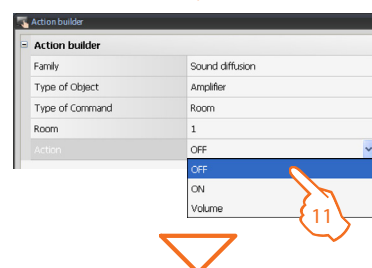 Action builder
Action builder
Family Sound diffusion
Type of Object Amplifier
Type of Command Room
Room 1
Action OFF
OFF
ON
Volume
11